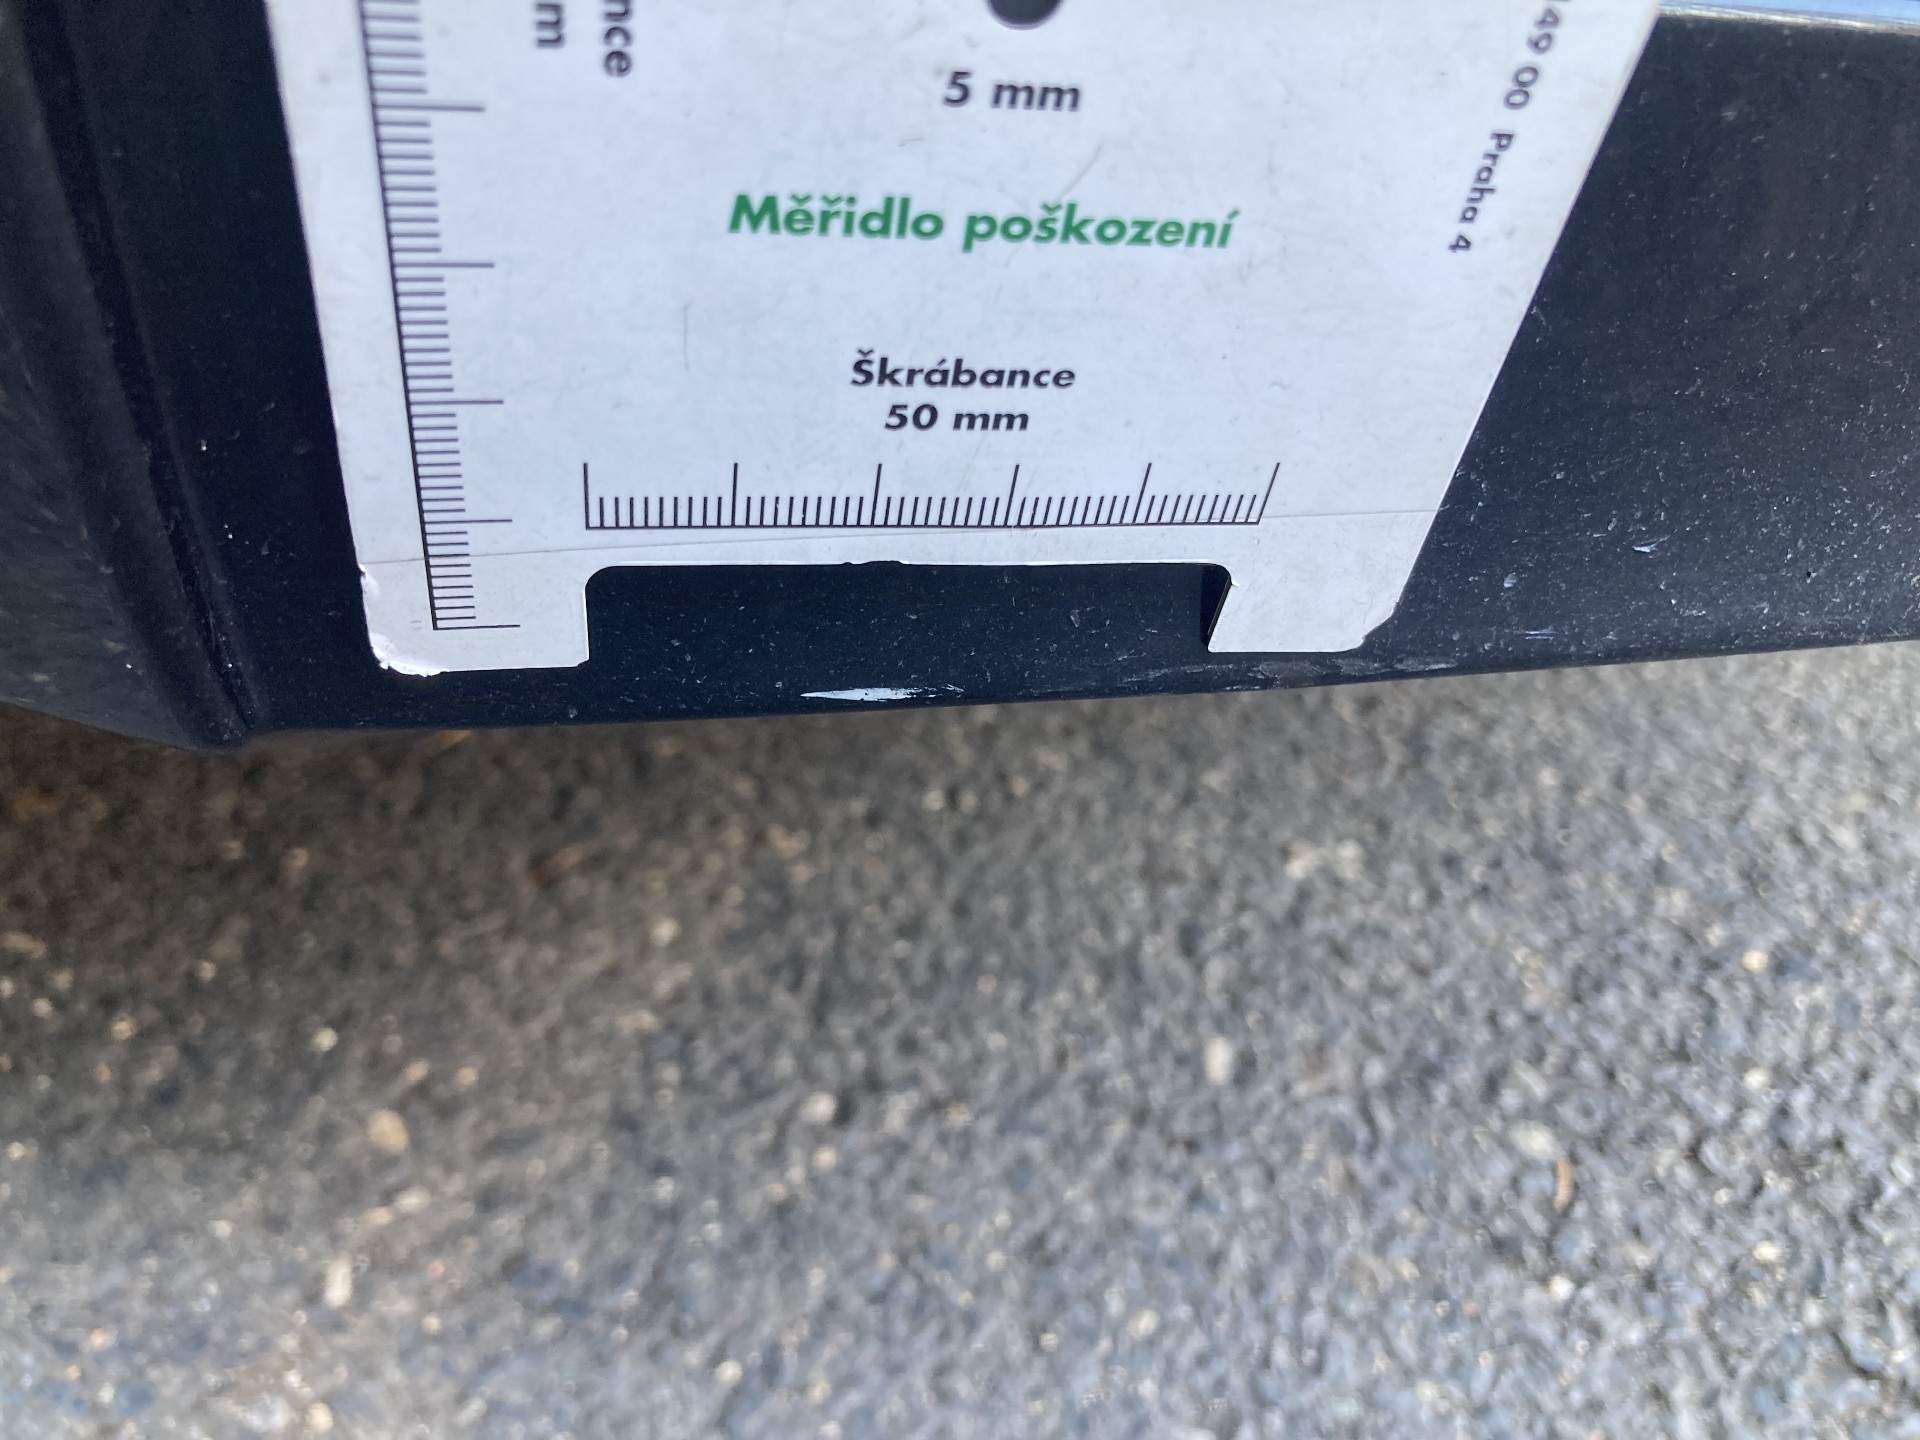 5 mm
Měřidlo poškození
Škrábance
50 mm
49 00 Praha 4